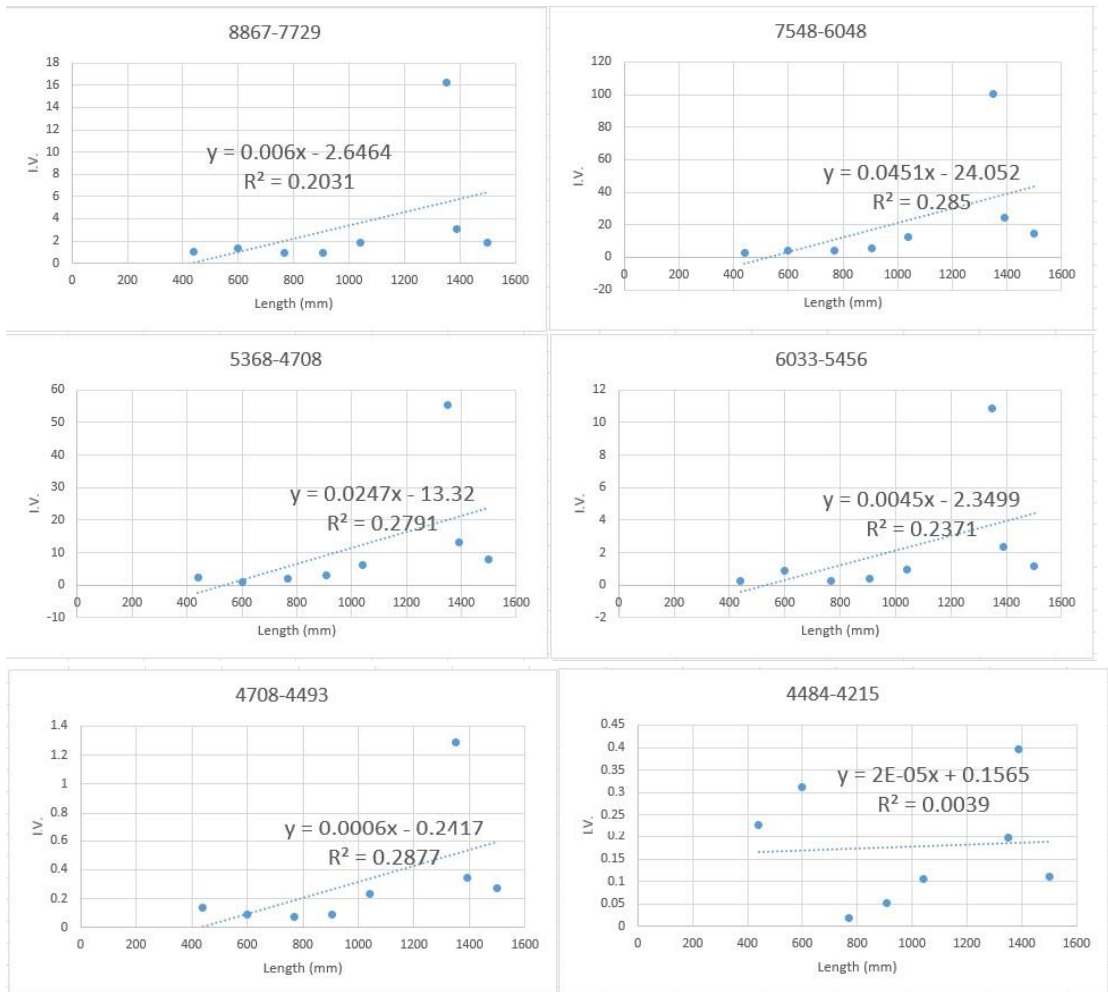 8867-7729
18
16
14
12
10
8
6
4
2
0
I.V.
y = 0.006x - 2.6464
R² = 0.2031
0 200 400 600 800 1000 1200 1400 1600
Length (mm)
7548-6048
120
100
80
60
40
20
0
-20
I.V.
y = 0.0451x - 24.052
R² = 0.285
0 200 400 600 800 1000 1200 1400 1600
Length (mm)
5368-4708
60
50
40
30
20
10
0
-10
I.V.
y = 0.0247x - 13.32
R² = 0.2791
0 200 400 600 800 1000 1200 1400 1600
Length (mm)
6033-5456
12
10
8
6
4
2
0
-2
I.V.
y = 0.0045x - 2.3499
R² = 0.2371
0 200 400 600 800 1000 1200 1400 1600
Length (mm)
4708-4493
1.4
1.2
1
0.8
0.6
0.4
0.2
0
I.V.
y = 0.0006x - 0.2417
R² = 0.2877
0 200 400 600 800 1000 1200 1400 1600
Length (mm)
4484-4215
0.45
0.4
0.35
0.3
0.25
0.2
0.15
0.1
0.05
0
I.V.
y = 2E-05x + 0.1565
R² = 0.0039
0 200 400 600 800 1000 1200 1400 1600
Length (mm)